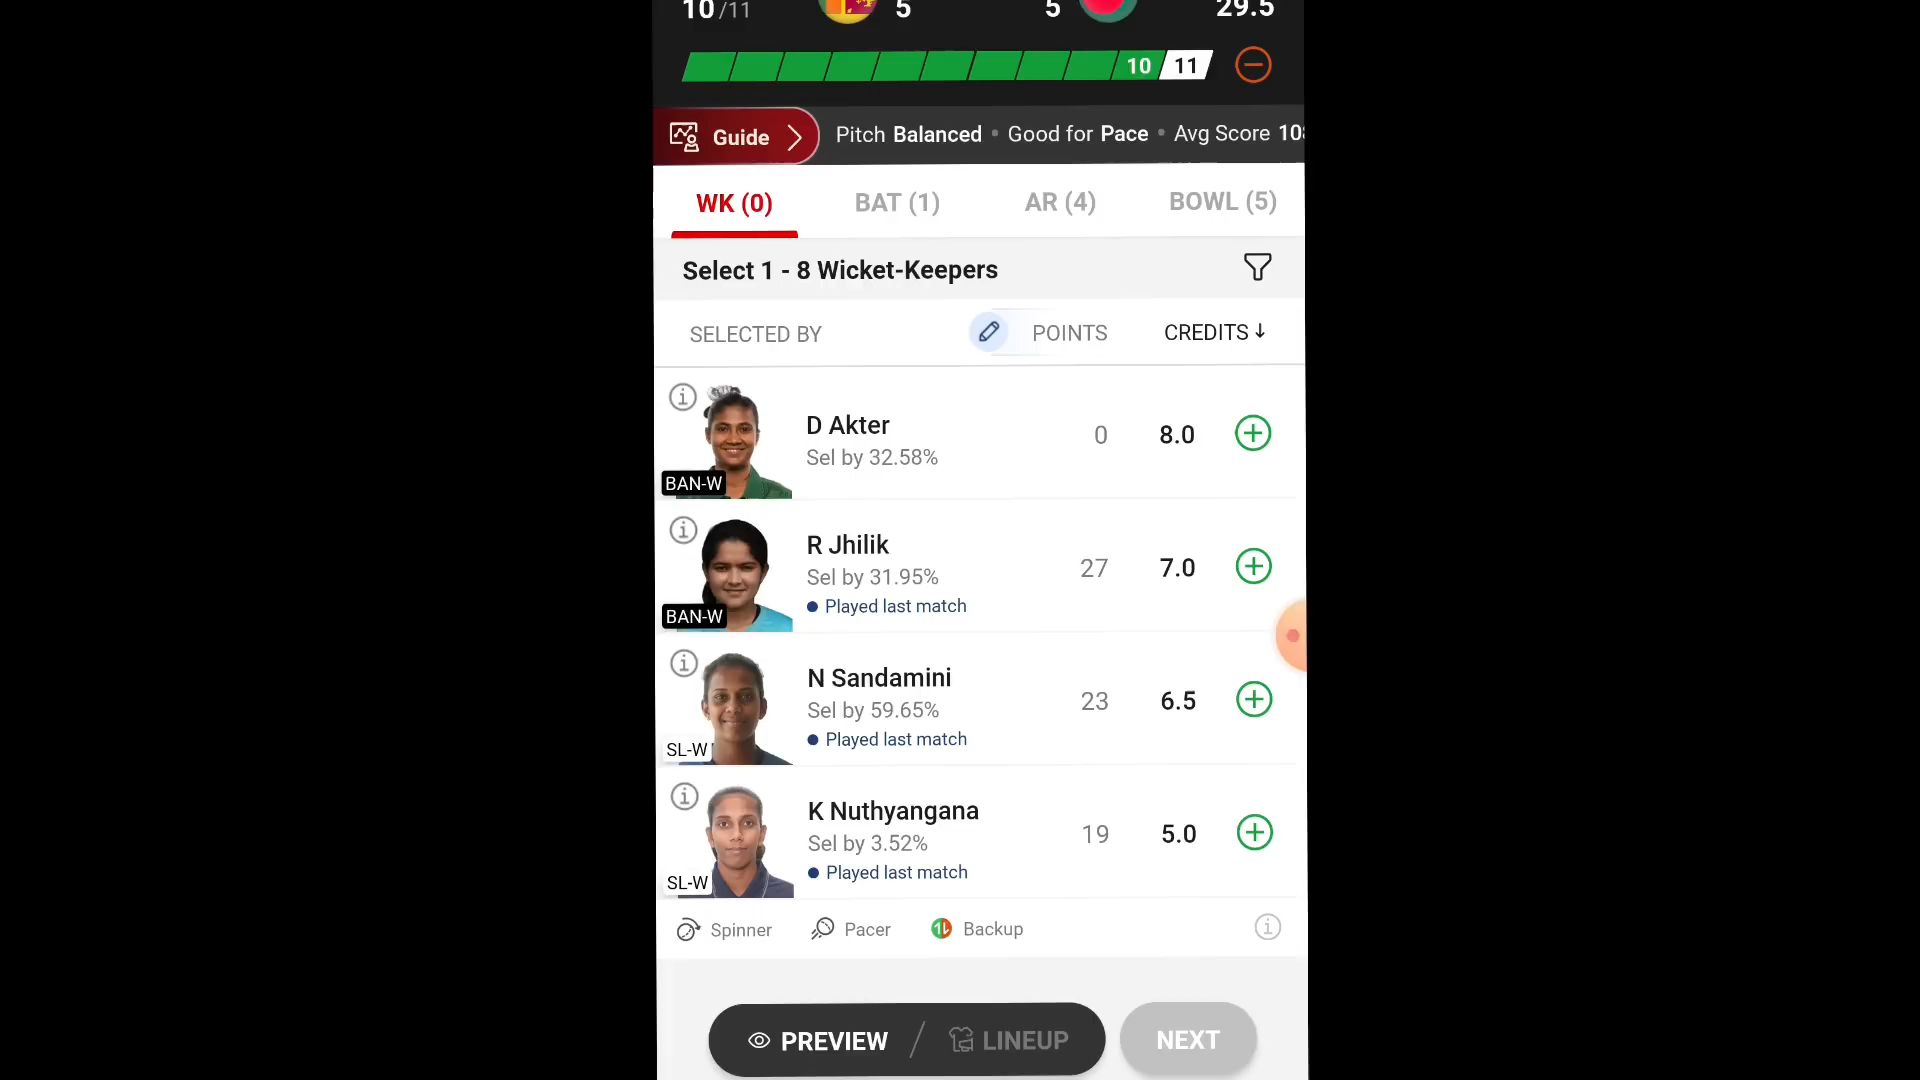 10/11 5 5 29.5
10 11
Guide Pitch Balanced • Good for Pace • Avg Score
WK (0) BAT (1) AR (4) BOWL (5)
Select 1 - 8 Wicket-Keepers
SELECTED BY POINTS CREDITS↓
D Akter
Sel by 32.58%
0 8.0
BAN-W
R Jhilik
Sel by 31.95%
Played last match
27 7.0
BAN-W
N Sandamini
Sel by 59.65%
Played last match
23 6.5
SL-W
K Nuthyangana
Sel by 3.52%
Played last match
19 5.0
SL-W
Spinner Pacer Backup
PREVIEW / LINEUP NEXT